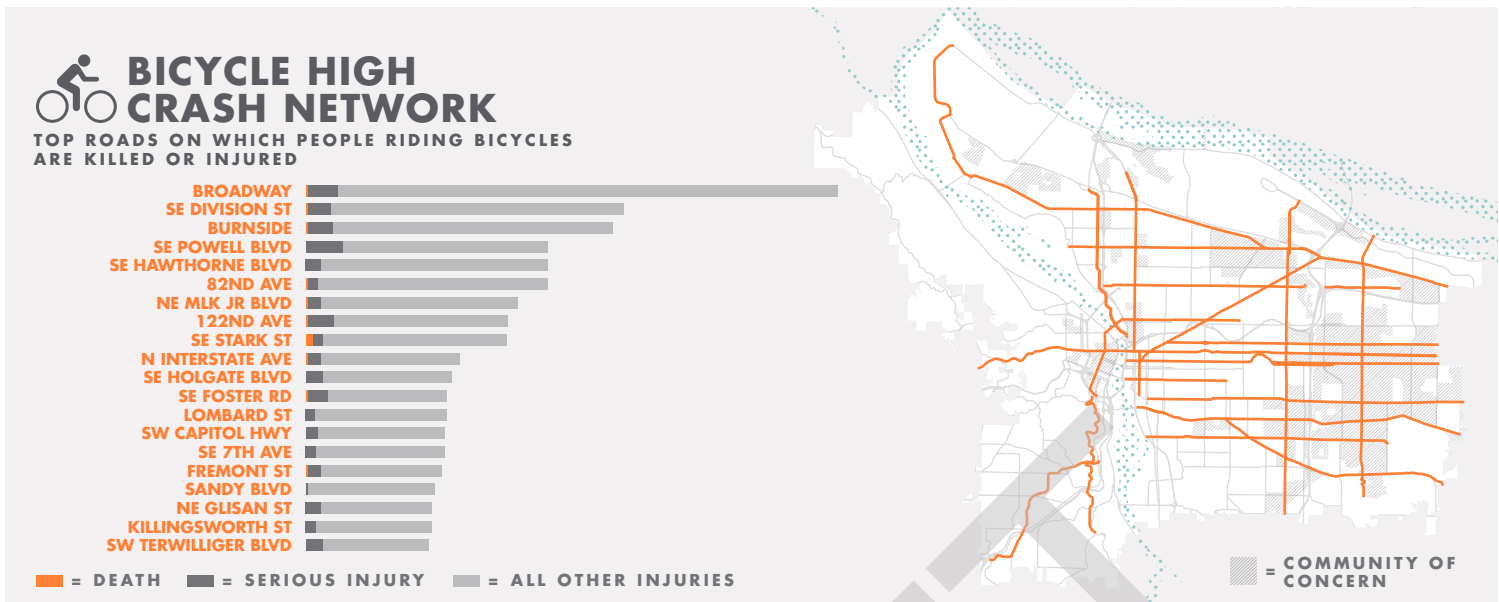 BICYCLE HIGH
CRASH NETWORK
TOP ROADS ON WHICH PEOPLE RIDING BICYCLES
ARE KILLED OR INJURED
BROADWAY
SE DIVISION ST
BURNSIDE
SE POWELL BLVD
SE HAWTHORNE BLVD
82ND AVE
NE MLK JR BLVD
122ND AVE
SE STARK ST
N INTERSTATE AVE
SE HOLGATE BLVD
SE FOSTER RD
LOMBARD ST
SW CAPITOL HWY
SE 7TH AVE
FREMONT ST
SANDY BLVD
NE GLISAN ST
KILLINGSWORTH ST
SW TERWILLIGER BLVD
= DEATH = SERIOUS INJURY = ALL OTHER INJURIES
= COMMUNITY OF
CONCERN